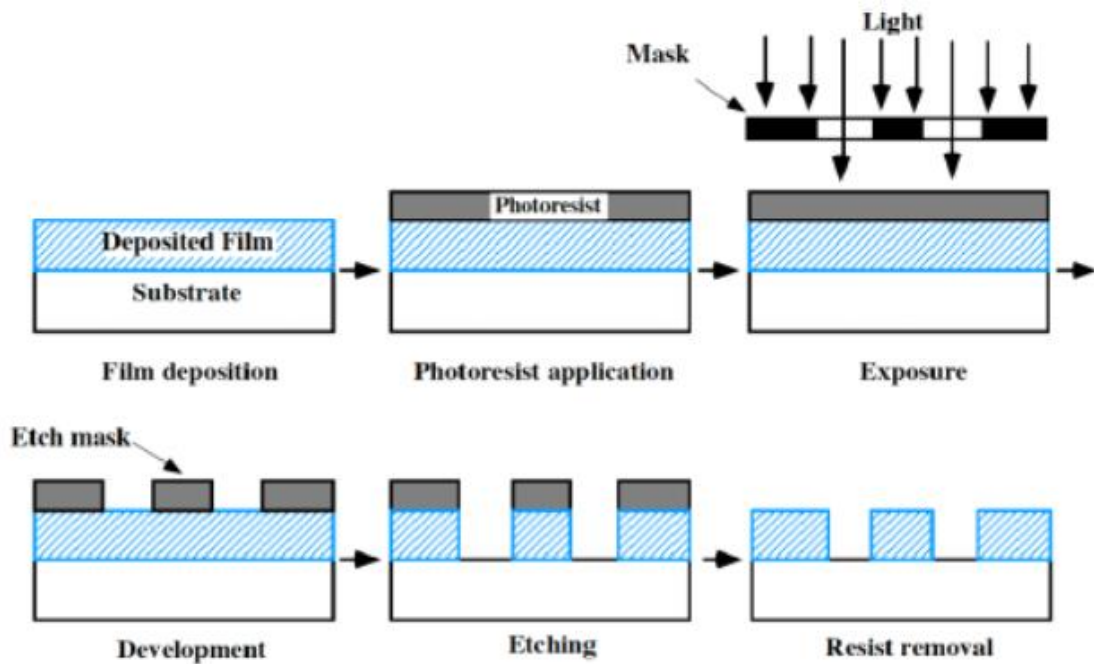 Light
Mask
Photoresist
Deposited Film
Substrate
Film deposition
Photoresist application
Exposure
Etch mask
Development
Etching
Resist removal